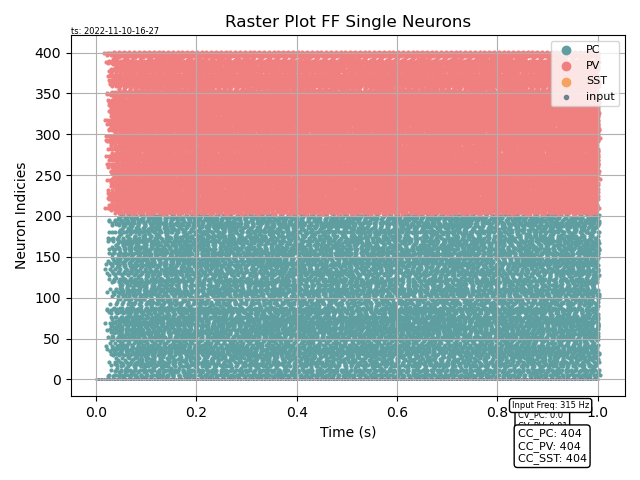 Raster Plot FF Single Neurons
ts: 2022-11-10-16-27
PC
PV
SST
input
400
350
300
250
200
150
100
50
0
Neuron Indicies
0.0 0.2 0.4 0.6 0.8 1.0
Time (s)
Input Freq: 315 Hz
CV_PC: 0.0
CC_PC: 404
CC_PV: 404
CC_SST: 404